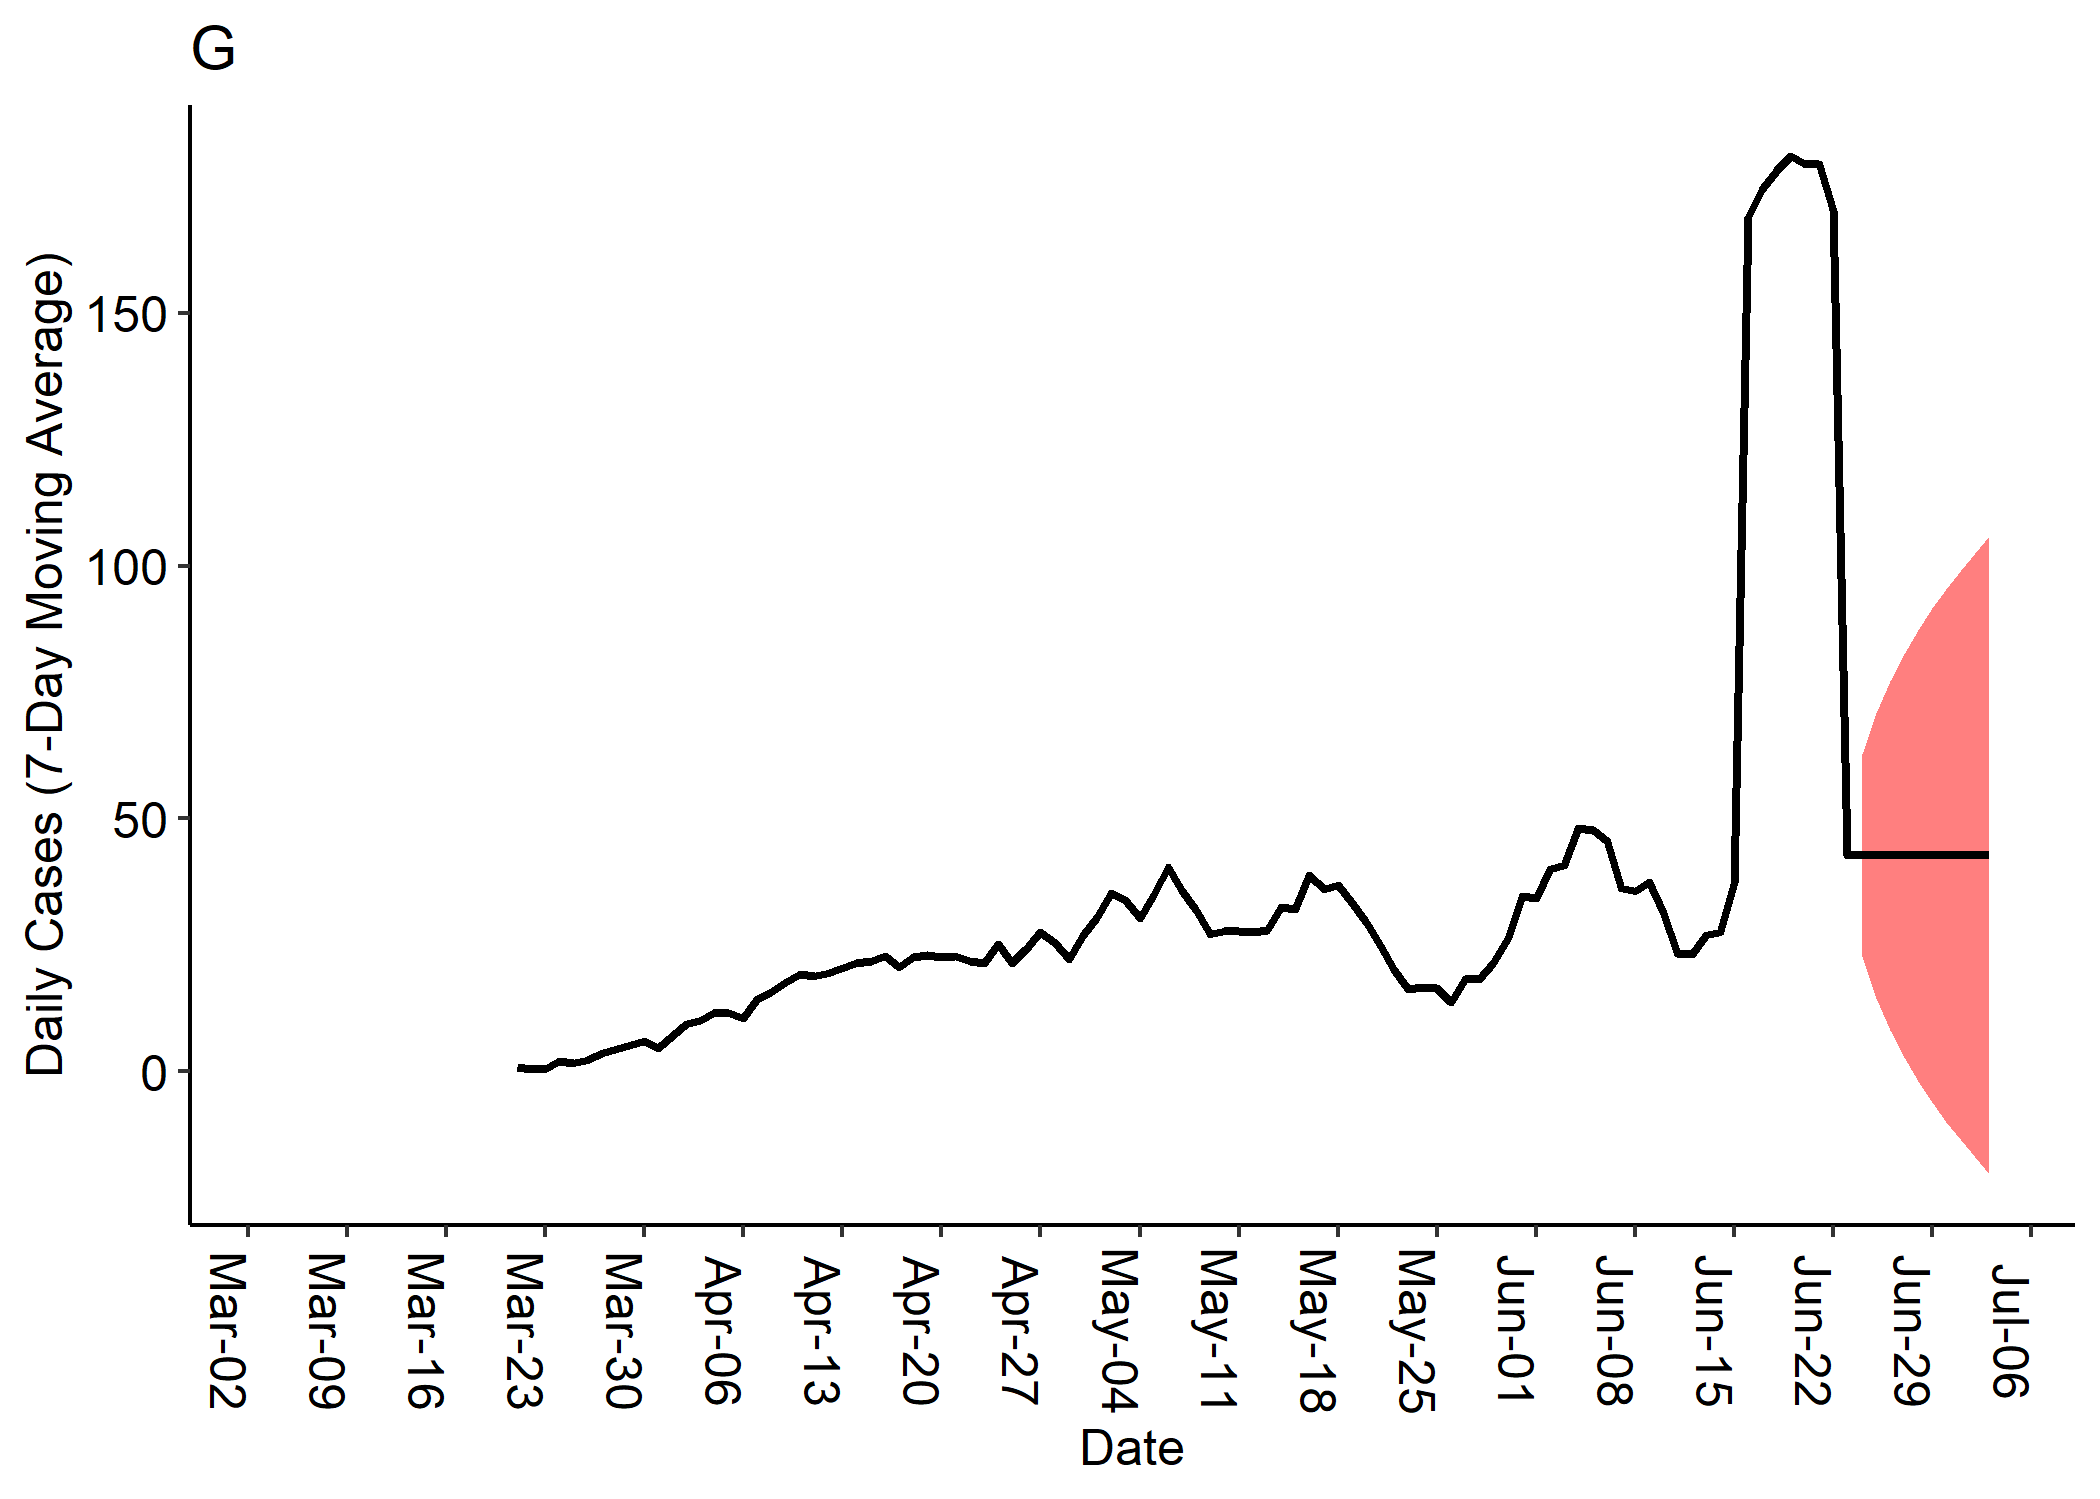 G
Daily Cases (7-Day Moving Average)
150
100
50
0
Mar-02
Mar-09
Mar-16
Mar-23
Mar-30
Apr-06
Apr-13
Apr-20
Apr-27
May-04
May-11
May-18
May-25
Jun-01
Jun-08
Jun-15
Jun-22
Jun-29
Jul-06
Date